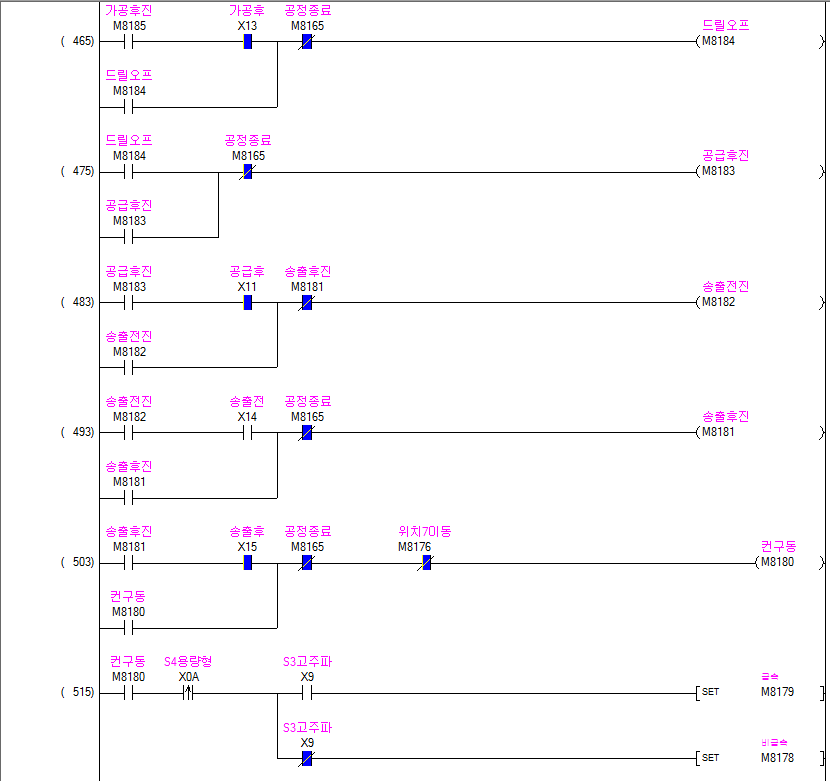 가공후진 가공후 공정종료
M8185 X13 M8165 드릴오프
( 465) ( M8184 )
드릴오프
M8184
드릴오프 공정종료
M8184 M8165 공급후진
( 475) ( M8183 )
공급후진
M8183
공급후진 공급후 송출후진
M8183 X11 M8181 송출전진
( 483) ( M8182 )
송출전진
M8182
송출전진 송출전 공정종료
M8182 X14 M8165 송출후진
( 493) ( M8181 )
송출후진
M8181
송출후진 송출후 공정종료 위치7이동
M8181 X15 M8165 M8176 컨구동
( 503) ( M8180 )
컨구동
M8180
컨구동 S4용량형 S3고주파
M8180 X0A X9 금속
( 515) [ SET M8179 ]
S3고주파
X9 비금속
[ SET M8178 ]